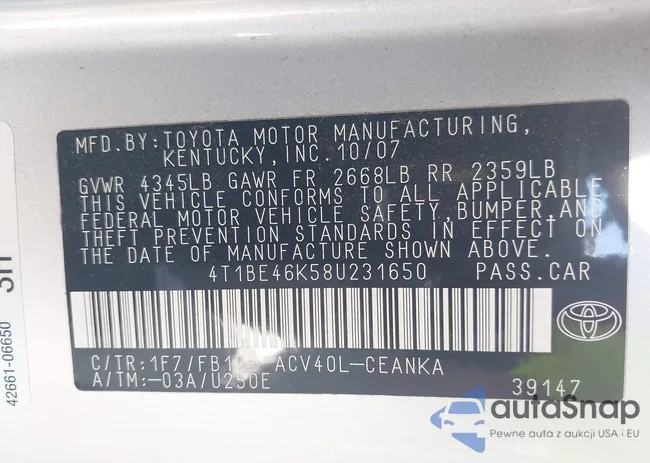 MFD.BY:TOYOTA MOTOR MANUFACTURING,
KENTUCKY,INC.10/07
GVWR 4345LB GAWR FR 2668LB RR 2359LB
THIS VEHICLE CONFORMS TO ALL APPLICABLE
FEDERAL MOTOR VEHICLE SAFETY,BUMPER,AND
THEFT PREVENTION STANDARDS IN EFFECT ON
THE DATE OF MANUFACTURE SHOWN ABOVE.
4T1BE46K58U231650 PASS.CAR
C/TR:1F7/FB1 ACV40L-CEANKA
A/TM:-03A/U250E 39147
42661-06650
autoSnap
Pewne auta z aukcji USA i EU